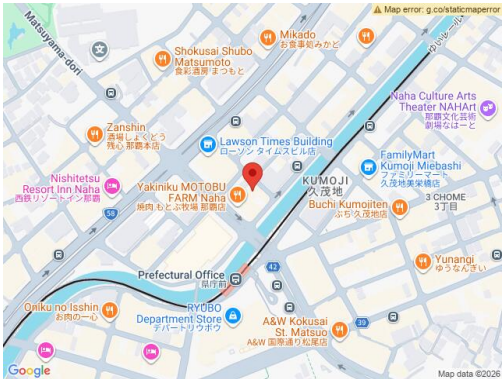 Map error: g.co/staticmaperror
Matsuyama-dori
Mikado
お食事処みかど
ゆいレール
Shokusai Shubo
Matsumoto
食彩酒房 まつもと
Naha Culture Arts
Theater NAHArt
那覇文化芸術
劇場なはーと
Zanshin
酒場しょくどう
残心 那覇本店
Lawson Times Building
ローソン タイムスビル店
FamilyMart
Kumoji Miebashi
ファミリーマート
久茂地美栄橋店
KUMOJI
久茂地
Nishitetsu
Resort Inn Naha
西鉄リゾートイン那覇
Yakiniku MOTOBU
FARM Naha
焼肉 もとぶ牧場 那覇店
Buchi Kumojiten
ぶち 久茂地店
3 CHOME
3丁目
58
Yunangi
ゆうなんぎい
42
Prefectural Office
県庁前
Oniku no Isshin
お肉の一心
RYUBO
Department Store
デパートリウボウ
39
A&W Kokusai
St. Matsuo
A&W 国際通り松尾店
Google
Map data ©2026